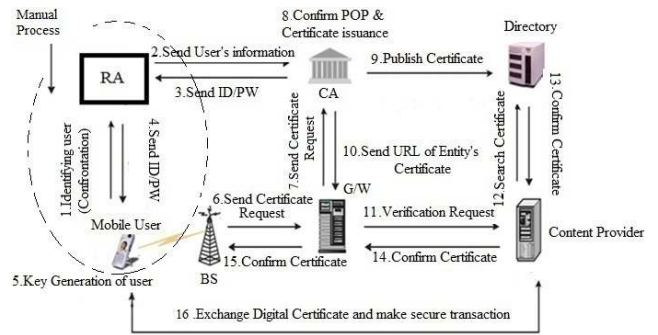 Manual
Process
8.Confirm POP &
Certificate issuance
Directory
2.Send User's information
RA
3.Send ID/PW
CA
9.Publish Certificate
13.Confirm
Certificate
1.Identifying user
(Confrontation)
4.Send ID/PW
7.Send Certificate
Request
10.Send URL of Entity's
Certificate
12.Search Certificate
G/W
6.Send Certificate
Request
Mobile User
11.Verification Request
Content Provider
BS
15.Confirm Certificate
14.Confirm Certificate
5.Key Generation of user
16 .Exchange Digital Certificate and make secure transaction